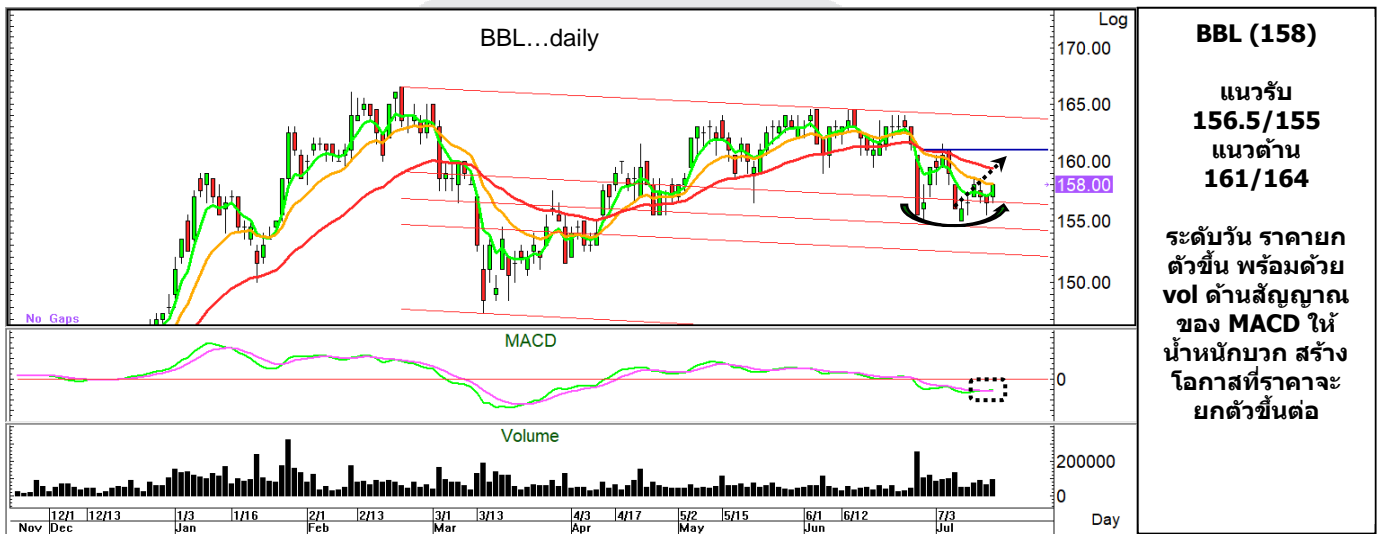 BBL...daily
Log
170.00
165.00
160.00
158.00
155.00
150.00
No Gaps
MACD
0
Volume
200000
0
12/1 12/13 1/3 1/16 2/1 2/13 3/1 3/13 4/3 4/17 5/2 5/15 6/1 6/12 7/3
Nov Dec Jan Feb Mar Apr May Jun Jul
Day
BBL (158)
แนวรับ
156.5/155
แนวต้าน
161/164
ระดับวัน ราคายก
ตัวขึ้น พร้อมด้วย
vol ด้านสัญญาณ
ของ MACD ให้
น้ำหนักบวก สร้าง
โอกาสที่ราคาจะ
ยกตัวขึ้นต่อ